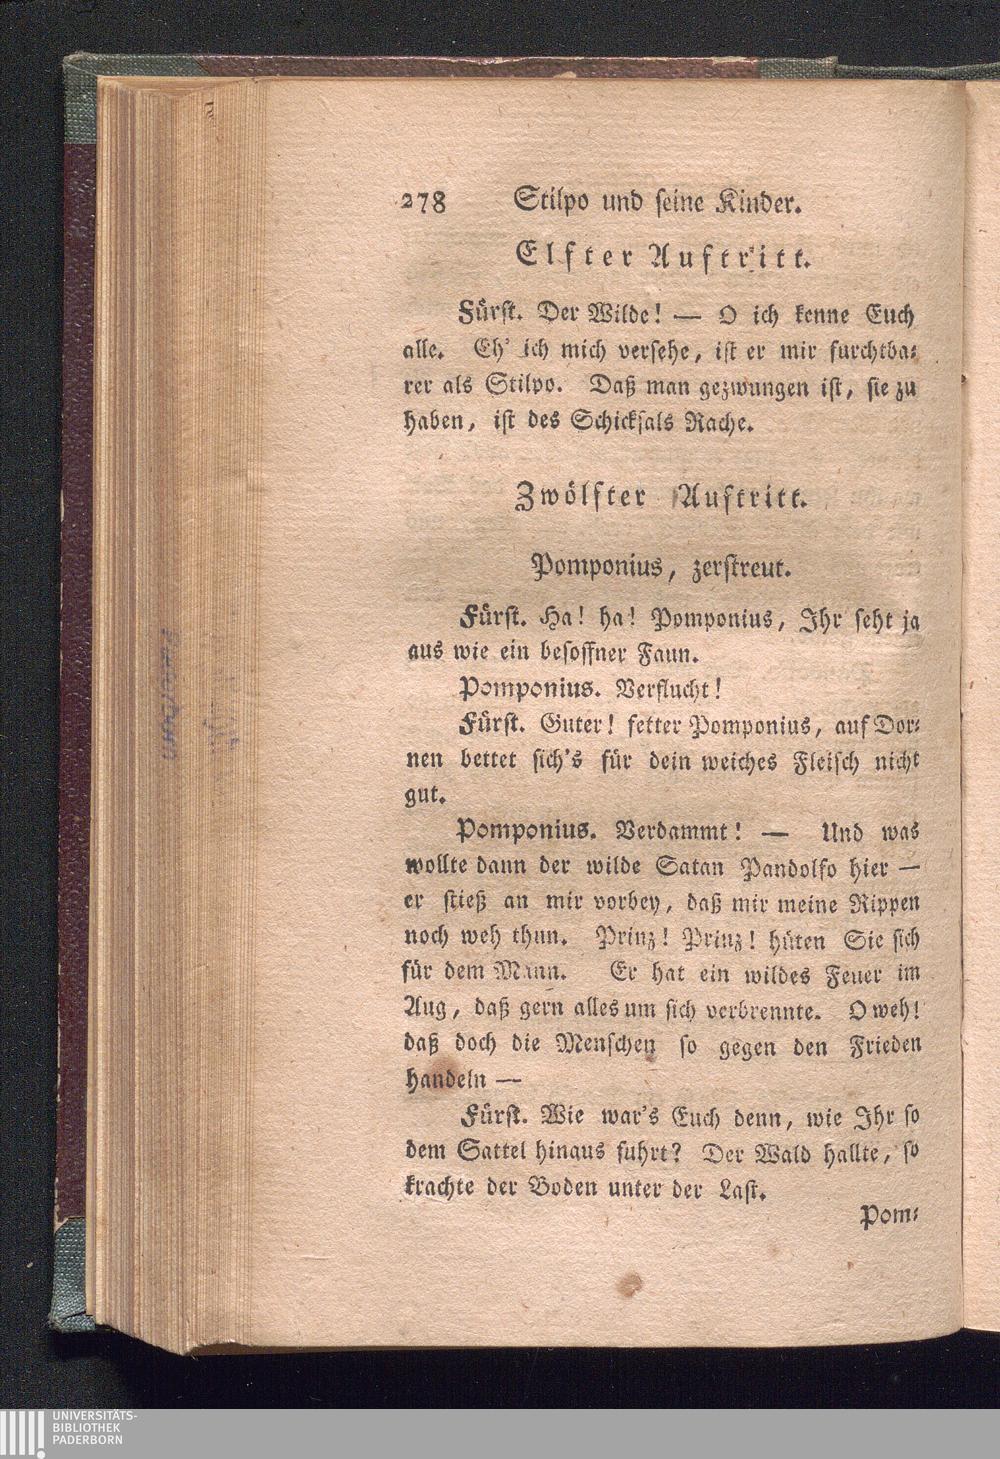 278 Stilpo und seine Kinder.
Elfter Auftritt.
Fürst. Der Wilde! — O ich kenne Euch
alle. Eh' ich mich versehe, ist er mir furchtba⸗
rer als Stilpo. Daß man gezwungen ist, sie zu
haben, ist des Schicksals Rache.
Zwölfter Auftritt.
Pomponius, zerstreut.
Fürst. Ha! ha! Pomponius, Ihr seht ja
aus wie ein besoffner Faun.
Pomponius. Verflucht!
Fürst. Guter! fetter Pomponius, auf Dor⸗
nen bettet sich's für dein weiches Fleisch nicht
gut.
Pomponius. Verdammt! — Und was
wollte dann der wilde Satan Pandolfo hier —
er stieß an mir vorbey, daß mir meine Rippen
noch weh thun. Prinz! Prinz! hüten Sie sich
für dem Mann. Er hat ein wildes Feuer im
Aug, daß gern alles um sich verbrennte. O weh!
daß doch die Menschen so gegen den Frieden
handeln —
Fürst. Wie war's Euch denn, wie Ihr so
dem Sattel hinaus fuhrt? Der Wald hallte, so
krachte der Boden unter der Last.
Pom⸗
UNIVERSITÄTS-
BIBLIOTHEK
PADERBORN